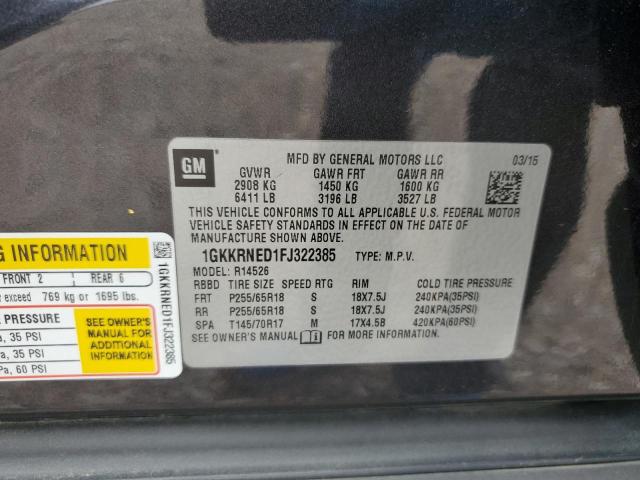 GM
MFD BY GENERAL MOTORS LLC 03/15
GVWR GAWR FRT GAWR RR
2908 KG 1450 KG 1600 KG
6411 LB 3196 LB 3527 LB
THIS VEHICLE CONFORMS TO ALL APPLICABLE U.S. FEDERAL MOTOR
VEHICLE SAFETY STANDARDS IN EFFECT ON THE DATE OF
MANUFACTURE SHOWN ABOVE.
1GKKRNED1FJ322385 TYPE: M.P.V.
MODEL: R14526
RBBD TIRE SIZE SPEED RTG RIM COLD TIRE PRESSURE
FRT P255/65R18 S 18X7.5J 240KPA(35PSI)
RR P255/65R18 S 18X7.5J 240KPA(35PSI)
SPA T145/70R17 M 17X4.5B 420KPA(60PSI)
SEE OWNER'S MANUAL FOR MORE INFORMATION.
G INFORMATION
FRONT 2 REAR 6
er exceed 769 kg or 1695 lbs.
E PRESSURE
a, 35 PSI
a, 35 PSI
Pa, 60 PSI
SEE OWNER'S
MANUAL FOR
ADDITIONAL
INFORMATION
1GKKRNED1FJ322385